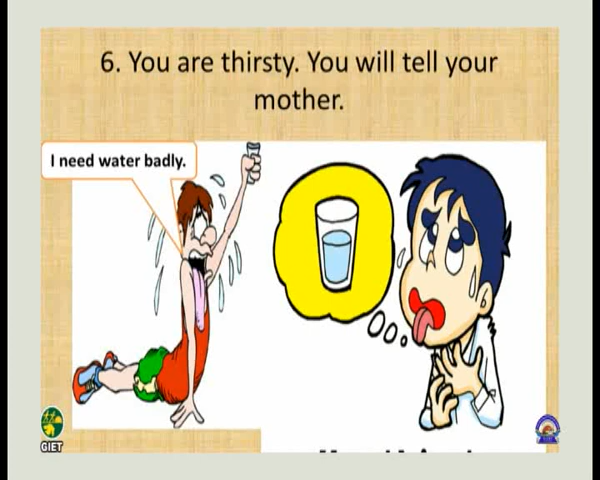 6. You are thirsty. You will tell your
mother.
I need water badly.
GIET